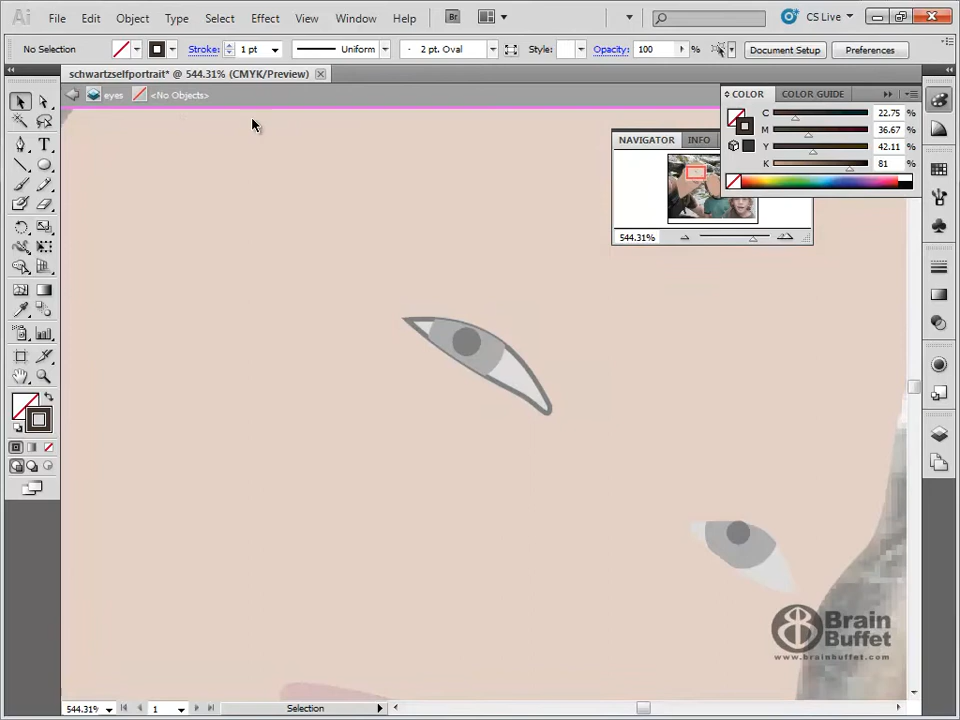 Ai File Edit Object Type Select Effect View Window Help Br CS Live
No Selection Stroke: 1 pt Uniform 2 pt. Oval Style: Opacity: 100 % Document Setup Preferences
schwartzselfportrait* @ 544.31% (CMYK/Preview)
eyes <No Objects>
COLOR COLOR GUIDE
C 22.75 %
M 36.67 %
Y 42.11 %
K 81 %
NAVIGATOR INFO
544.31%
T
Brain
Buffet
www.brainbuffet.com
544.31% 1 Selection